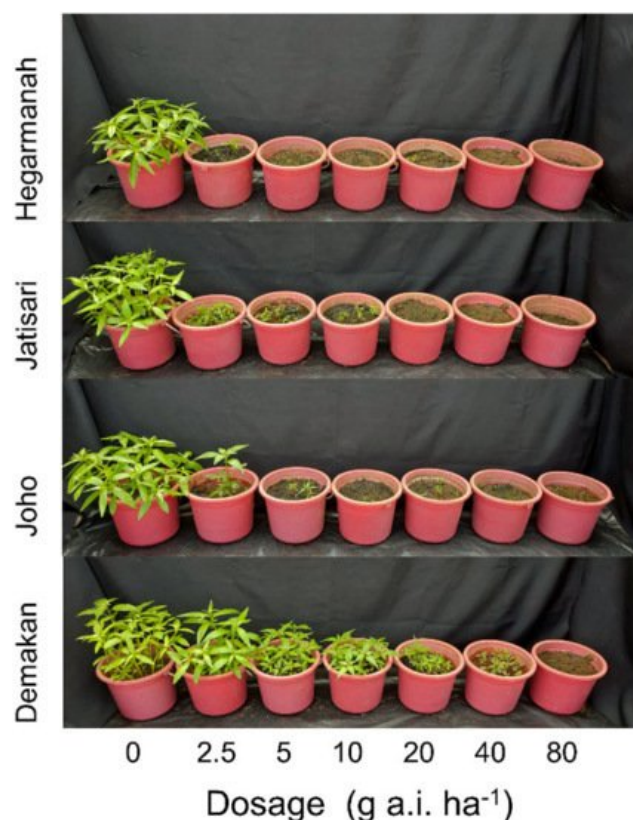 Hegarmanah
Jatisari
Joho
Demakan
0 2.5 5 10 20 40 80
Dosage (g a.i. ha⁻¹)